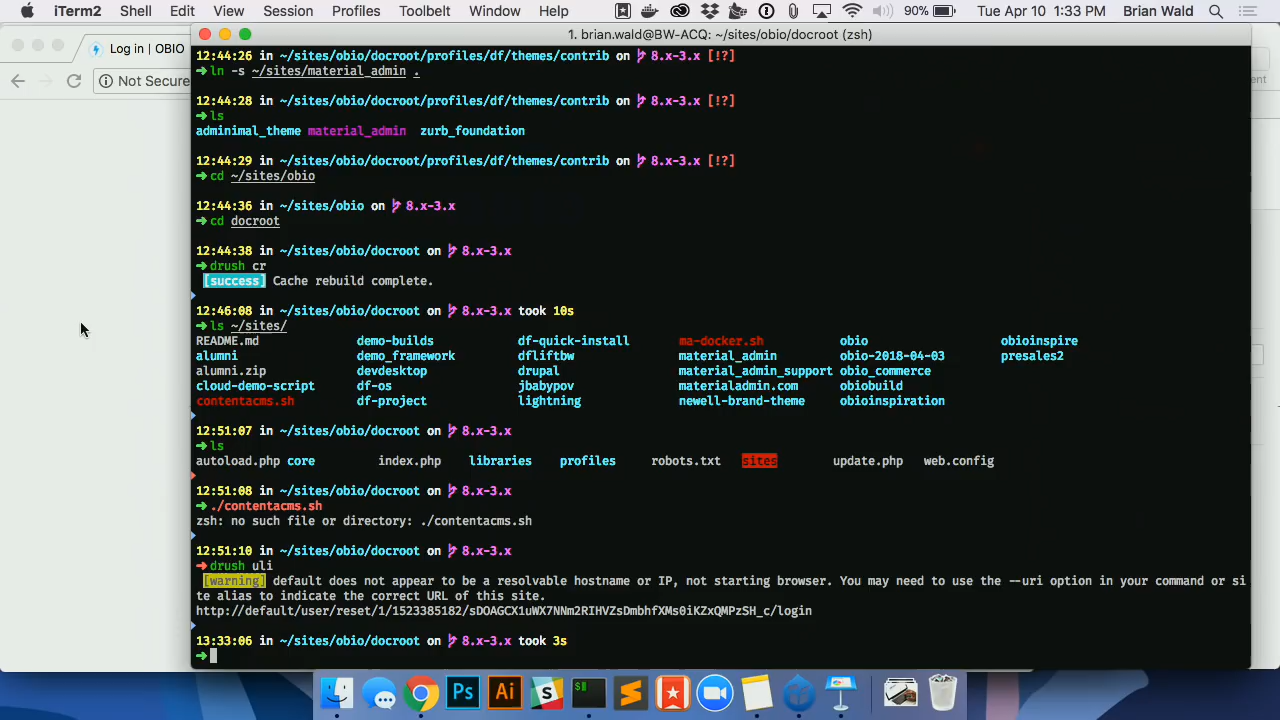 iTerm2 Shell Edit View Session Profiles Toolbelt Window Help 90% Tue Apr 10 1:33 PM Brian Wald
1. brian.wald@BW-ACQ: ~/sites/obio/docroot (zsh)
Log in | OBIO
Not Secure
12:44:26 in ~/sites/obio/docroot/profiles/df/themes/contrib on 8.x-3.x [!?]
➜ ln -s ~/sites/material_admin .
12:44:28 in ~/sites/obio/docroot/profiles/df/themes/contrib on 8.x-3.x [!?]
➜ ls
adminimal_theme material_admin zurb_foundation
12:44:29 in ~/sites/obio/docroot/profiles/df/themes/contrib on 8.x-3.x [!?]
➜ cd ~/sites/obio
12:44:36 in ~/sites/obio on 8.x-3.x
➜ cd docroot
12:44:38 in ~/sites/obio/docroot on 8.x-3.x
➜ drush cr
[success] Cache rebuild complete.
12:46:08 in ~/sites/obio/docroot on 8.x-3.x took 10s
➜ ls ~/sites/
README.md demo-builds df-quick-install ma-docker.sh obio obioinspire
alumni demo_framework dfliftbw material_admin obio-2018-04-03 presales2
alumni.zip devdesktop drupal material_admin_support obio_commerce
cloud-demo-script df-os jbabypov materialadmin.com obiobuild
contentacms.sh df-project lightning newell-brand-theme obioinspiration
12:51:07 in ~/sites/obio/docroot on 8.x-3.x
➜ ls
autoload.php core index.php libraries profiles robots.txt sites update.php web.config
12:51:08 in ~/sites/obio/docroot on 8.x-3.x
➜ ./contentacms.sh
zsh: no such file or directory: ./contentacms.sh
12:51:10 in ~/sites/obio/docroot on 8.x-3.x
➜ drush uli
[warning] default does not appear to be a resolvable hostname or IP, not starting browser. You may need to use the --uri option in your command or si
te alias to indicate the correct URL of this site.
http://default/user/reset/1/1523385182/sDOAGCX1uWX7NNm2RIHVZsDmbhfXMs0iKZxQMPzSH_c/login
13:33:06 in ~/sites/obio/docroot on 8.x-3.x took 3s
➜
Ps Ai S $